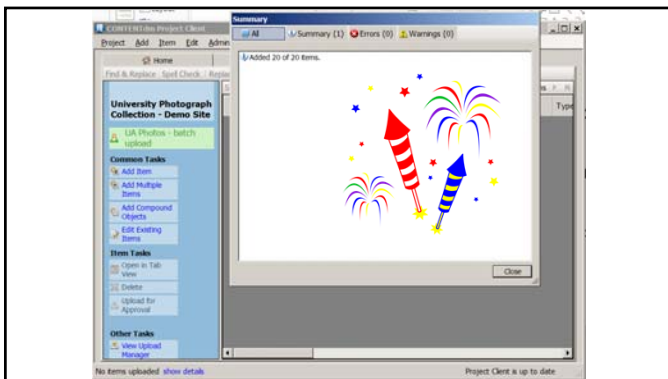 Summary
All Summary (1) Errors (0) Warnings (0)
Added 20 of 20 items.
Close
CONTENTdm Project Client
Project Add Item Edit Admin
Home
Find & Replace Spell Check Repla
Type
University Photograph
Collection - Demo Site
UA Photos - batch
upload
Common Tasks
Add Item
Add Multiple
Items
Add Compound
Objects
Edit Existing
Items
Item Tasks
Open in Tab
View
Delete
Upload for
Approval
Other Tasks
View Upload
Manager
No items uploaded show details
Project Client is up to date